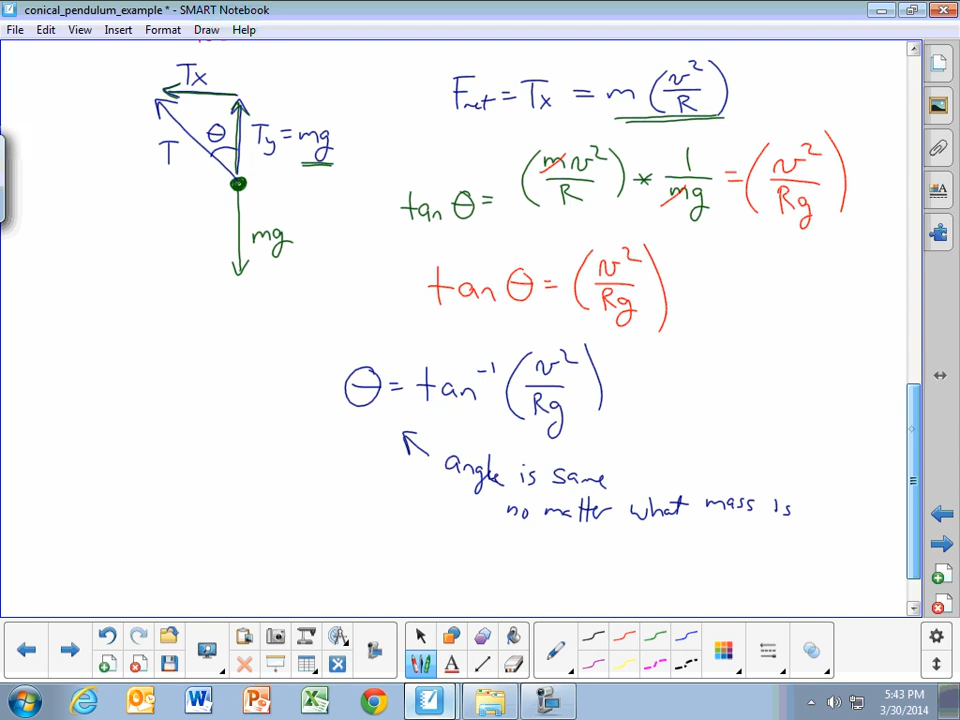 conical_pendulum_example * - SMART Notebook
File Edit View Insert Format Draw Help
Tx
θ
T
Ty = mg
mg
Fnet = Tx = m (v²/R)
tan θ = (mv²/R) * 1/mg = (v²/Rg)
tan θ = (v²/Rg)
θ = tan⁻¹ (v²/Rg)
angle is same
no matter what mass is
A
5:43 PM
3/30/2014